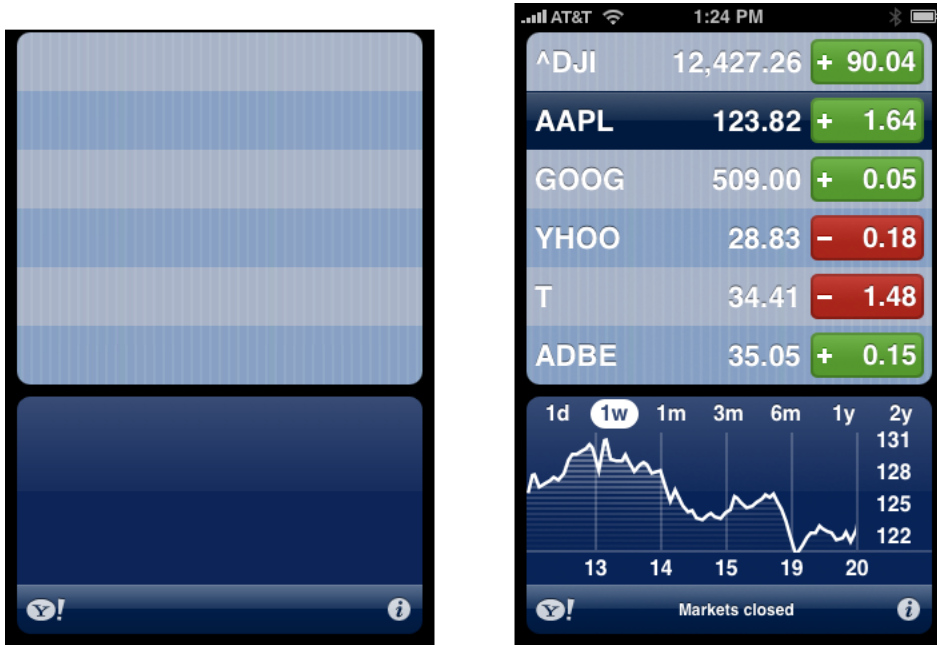 Y!
i
AT&T 1:24 PM
^DJI 12,427.26 + 90.04
AAPL 123.82 + 1.64
GOOG 509.00 + 0.05
YHOO 28.83 – 0.18
T 34.41 – 1.48
ADBE 35.05 + 0.15
1d 1w 1m 3m 6m 1y 2y
131
128
125
122
13 14 15 19 20
Y! Markets closed i